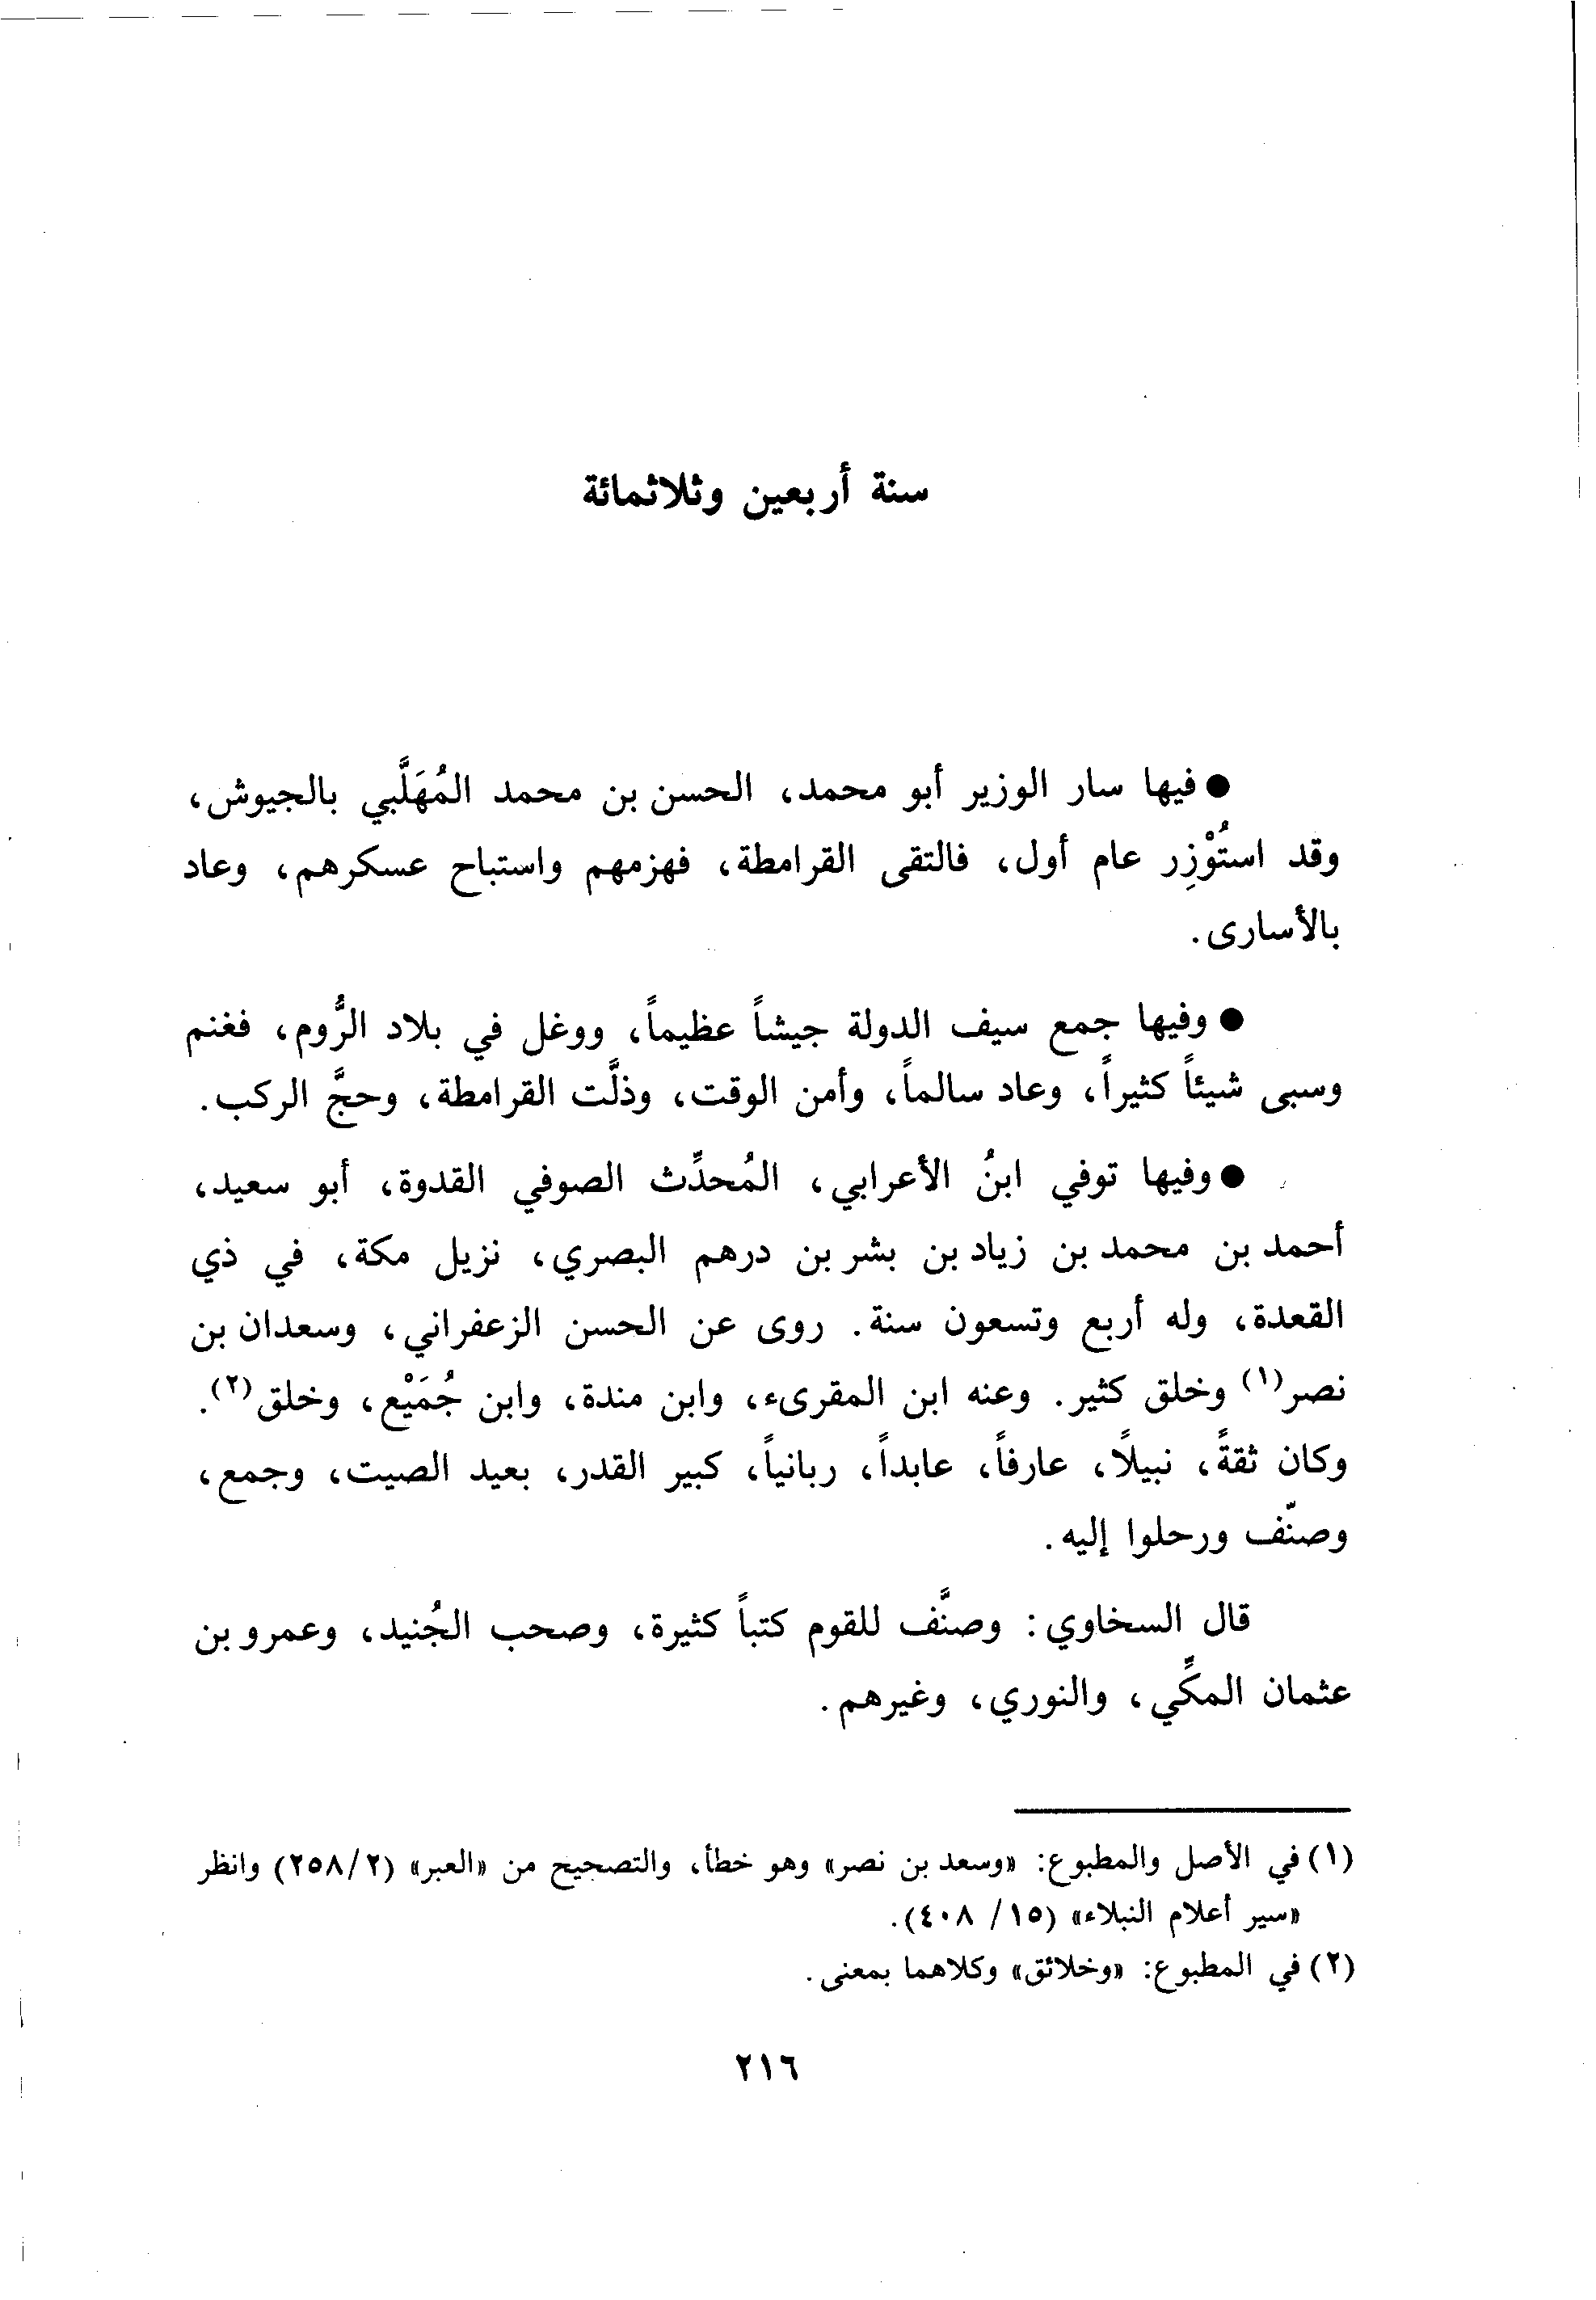 سنة أربعين وثلاثمائة
● فيها سار الوزير أبو محمد، الحسن بن محمد المُهَلَّبي بالجيوش،
وقد استُوْزِر عام أول، فالتقى القرامطة، فهزمهم واستباح عسكرهم، وعاد
بالأسارى.
● وفيها جمع سيف الدولة جيشاً عظيماً، ووغل في بلاد الرُّوم، فغنم
وسبى شيئاً كثيراً، وعاد سالماً، وأمن الوقت، وذلَّت القرامطة، وحجَّ الركب.
● وفيها توفي ابنُ الأعرابي، المُحدِّث الصوفي القدوة، أبو سعيد،
أحمد بن محمد بن زياد بن بشر بن درهم البصري، نزيل مكة، في ذي
القعدة، وله أربع وتسعون سنة. روى عن الحسن الزعفراني، وسعدان بن
نصر(١) وخلق كثير. وعنه ابن المقرىء، وابن مندة، وابن جُمَيْع، وخلق(٢).
وكان ثقةً، نبيلاً، عارفاً، عابداً، ربانياً، كبير القدر، بعيد الصيت، وجمع،
وصنّف ورحلوا إليه.
قال السخاوي: وصنَّف للقوم كتباً كثيرة، وصحب الجُنيد، وعمرو بن
عثمان المكِّي، والنوري، وغيرهم.
(١) في الأصل والمطبوع: «وسعد بن نصر» وهو خطأ، والتصحيح من «العبر» (٢/٢٥٨) وانظر
«سير أعلام النبلاء» (١٥/ ٤٠٨).
(٢) في المطبوع: «وخلائق» وكلاهما بمعنى.
٢١٦